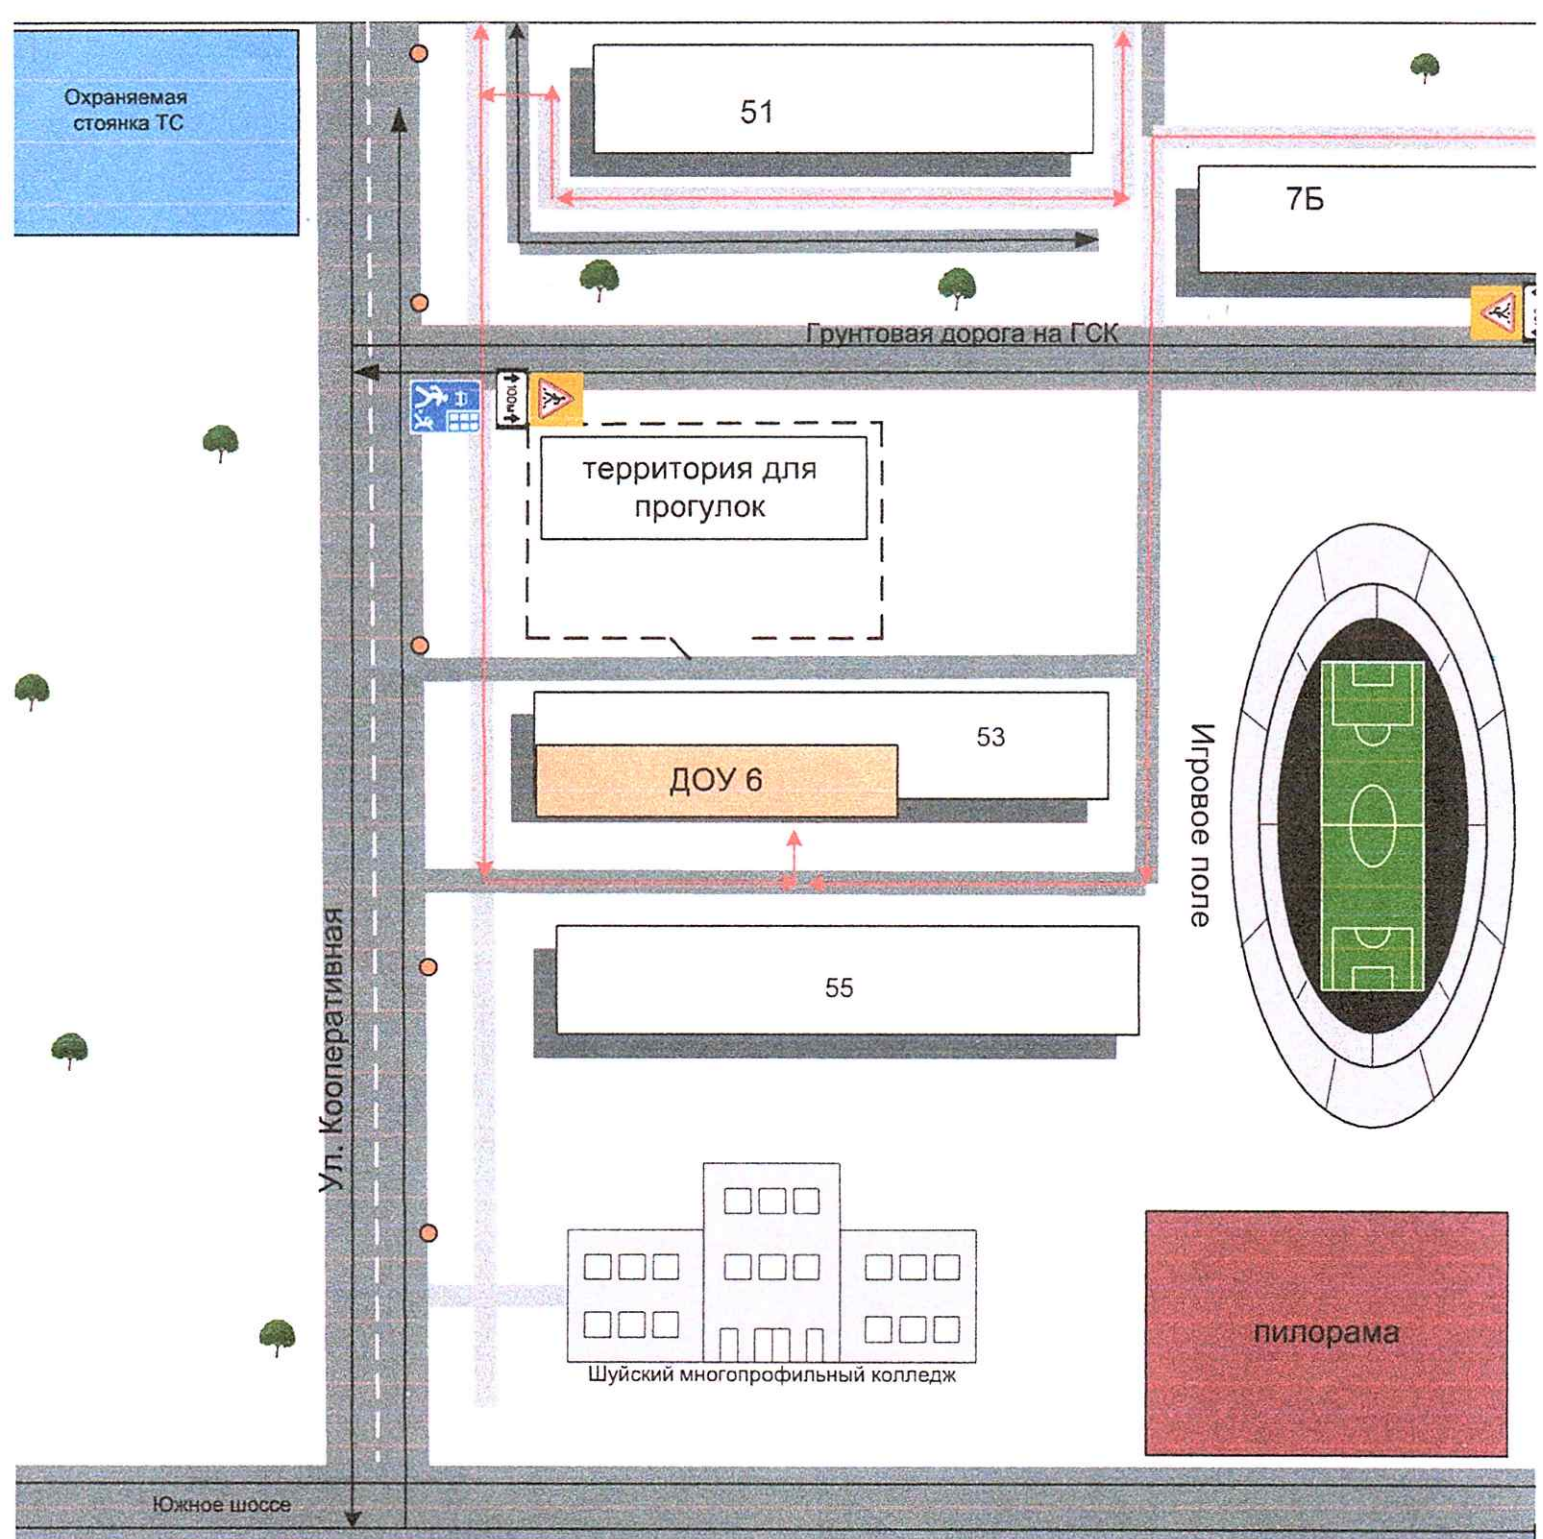 Охраняемая
стоянка ТС
51
7Б
Грунтовая дорога на ГСК
100м
территория для
прогулок
53
ДОУ 6
Игровое поле
55
Ул. Кооперативная
Шуйский многопрофильный колледж
пилорама
Южное шоссе